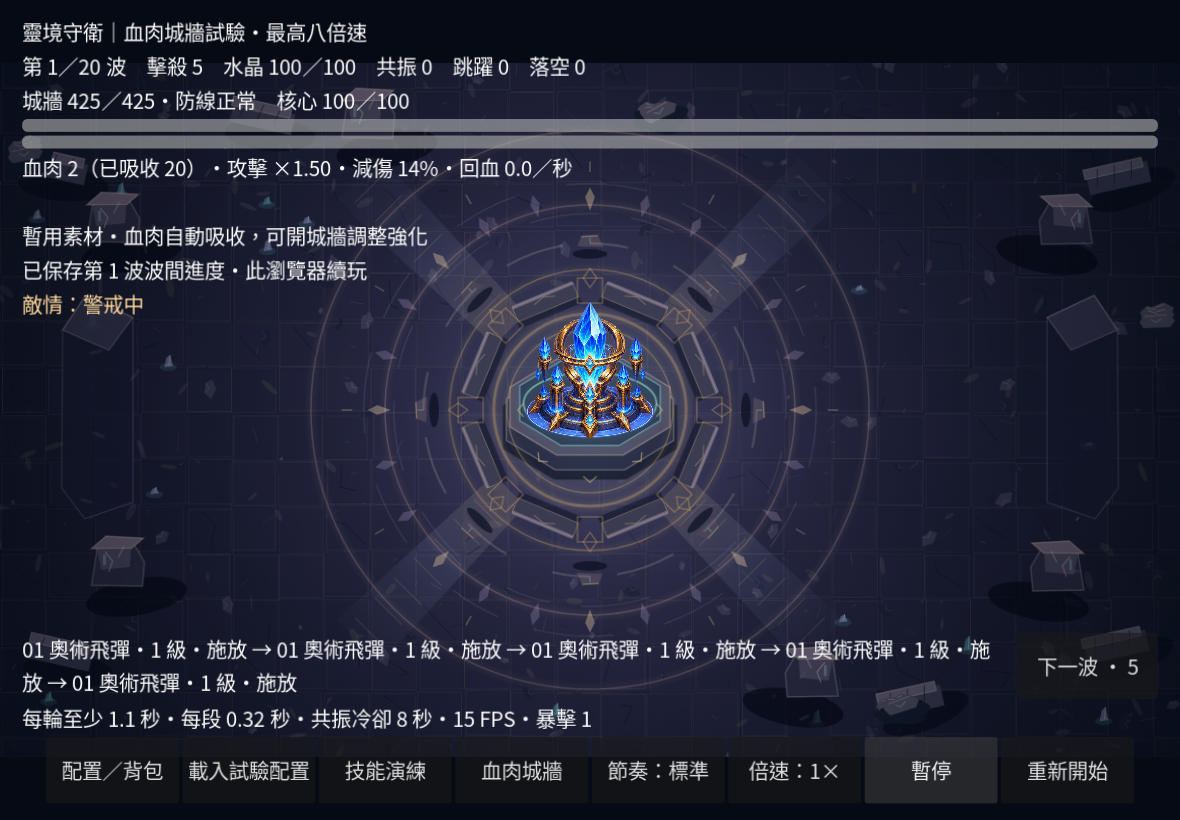 靈境守衛｜血肉城牆試驗・最高八倍速
第 1／20 波　擊殺 5　水晶 100／100　共振 0　跳躍 0　落空 0
城牆 425／425・防線正常　核心 100／100
血肉 2（已吸收 20）・攻擊 ×1.50・減傷 14%・回血 0.0／秒
暫用素材・血肉自動吸收，可開城牆調整強化
已保存第 1 波波間進度・此瀏覽器續玩
敵情：警戒中
01 奧術飛彈・1 級・施放 → 01 奧術飛彈・1 級・施放 → 01 奧術飛彈・1 級・施放 → 01 奧術飛彈・1 級・施
放 → 01 奧術飛彈・1 級・施放
下一波 ・ 5
每輪至少 1.1 秒・每段 0.32 秒・共振冷卻 8 秒・15 FPS・暴擊 1
配置／背包　載入試驗配置　技能演練　血肉城牆　節奏：標準　倍速：1×　暫停　重新開始